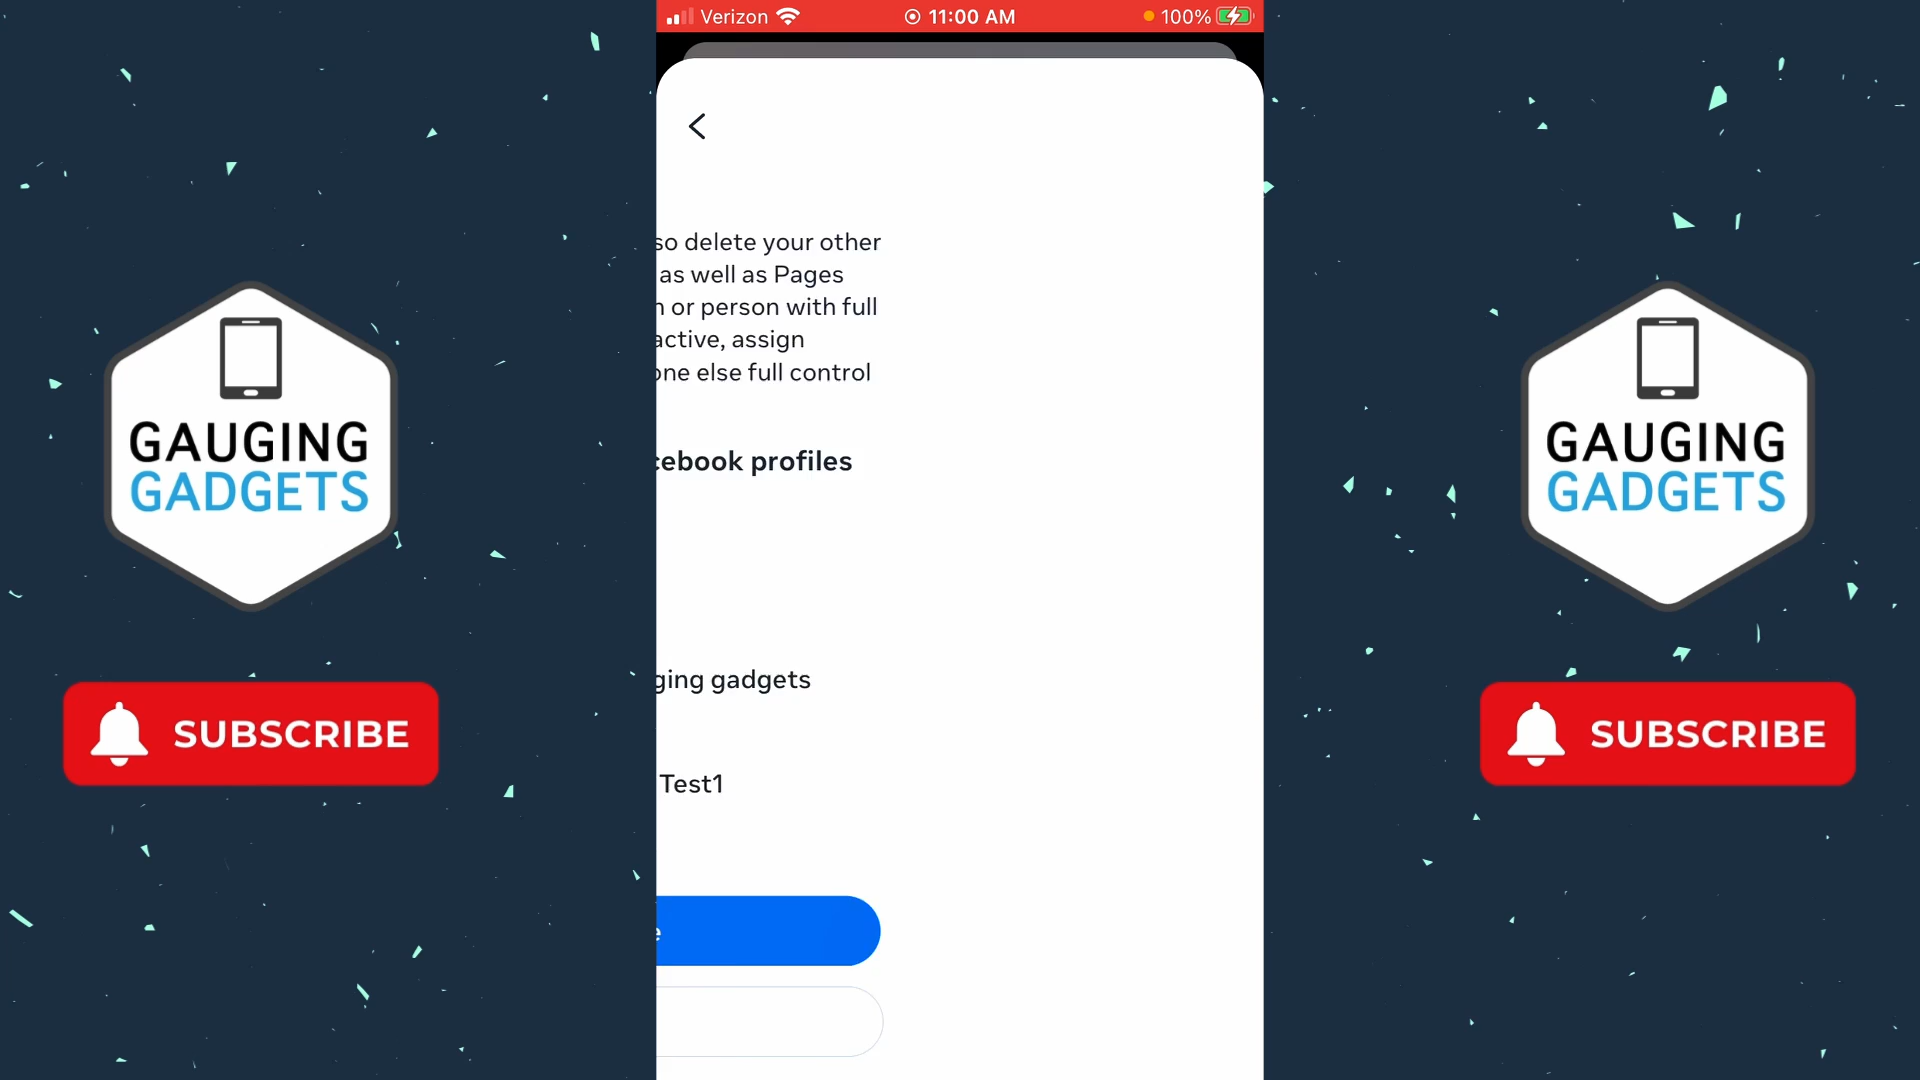 Verizon 11:00 AM 100%
so delete your other
as well as Pages
n or person with full
active, assign
one else full control
cebook profiles
ging gadgets
Test1
e
GAUGING
GADGETS
SUBSCRIBE
GAUGING
GADGETS
SUBSCRIBE